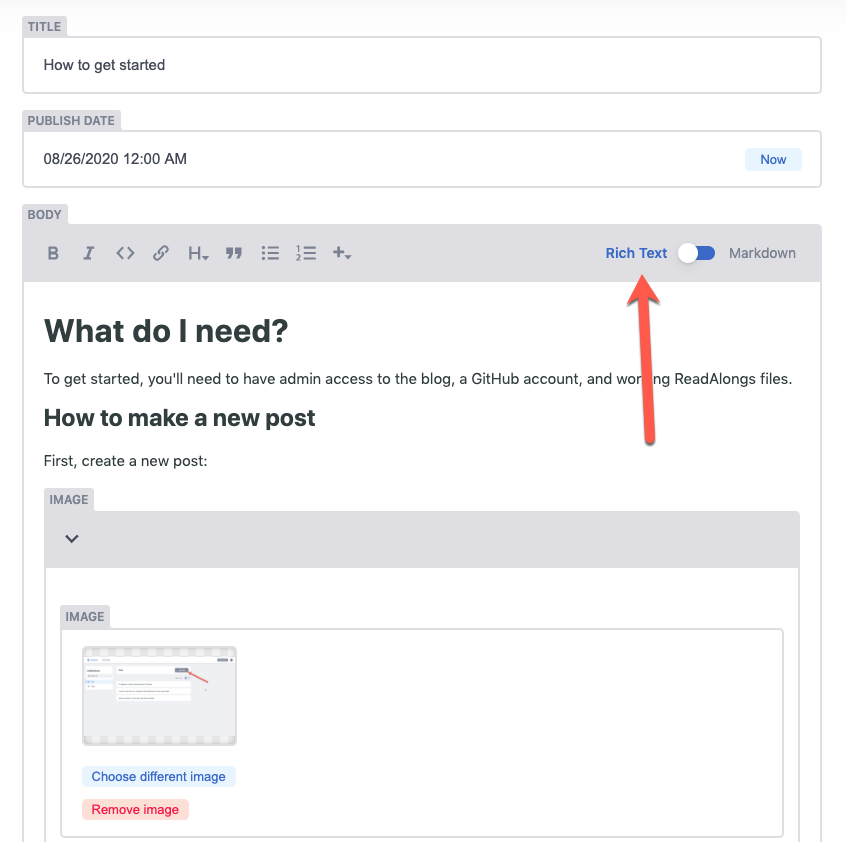 TITLE
How to get started
PUBLISH DATE
08/26/2020 12:00 AM
Now
BODY
B I <> H " 1 2 +
Rich Text Markdown
What do I need?
To get started, you'll need to have admin access to the blog, a GitHub account, and ReadAlongs files.
How to make a new post
First, create a new post:
IMAGE
IMAGE
Choose different image
Remove image